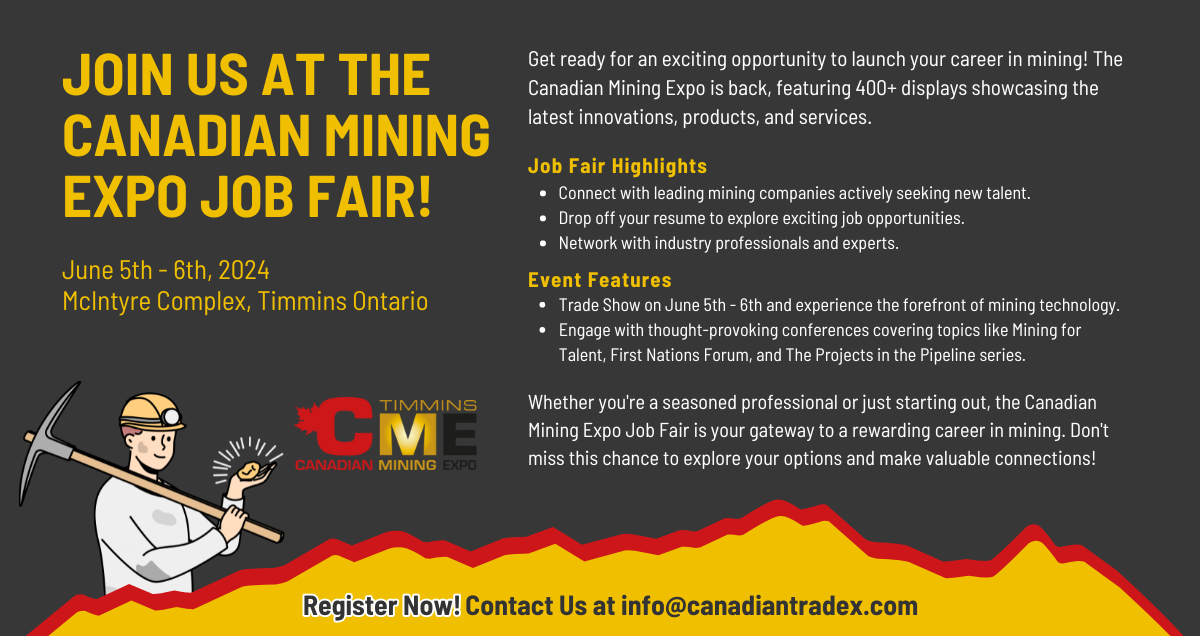 JOIN US AT THE
CANADIAN MINING
EXPO JOB FAIR!
June 5th - 6th, 2024
McIntyre Complex, Timmins Ontario
TIMMINS
CME
CANADIAN MINING EXPO
Get ready for an exciting opportunity to launch your career in mining! The
Canadian Mining Expo is back, featuring 400+ displays showcasing the
latest innovations, products, and services.
Job Fair Highlights
• Connect with leading mining companies actively seeking new talent.
• Drop off your resume to explore exciting job opportunities.
• Network with industry professionals and experts.
Event Features
• Trade Show on June 5th - 6th and experience the forefront of mining technology.
• Engage with thought-provoking conferences covering topics like Mining for
Talent, First Nations Forum, and The Projects in the Pipeline series.
Whether you're a seasoned professional or just starting out, the Canadian
Mining Expo Job Fair is your gateway to a rewarding career in mining. Don't
miss this chance to explore your options and make valuable connections!
Register Now! Contact Us at info@canadiantradex.com